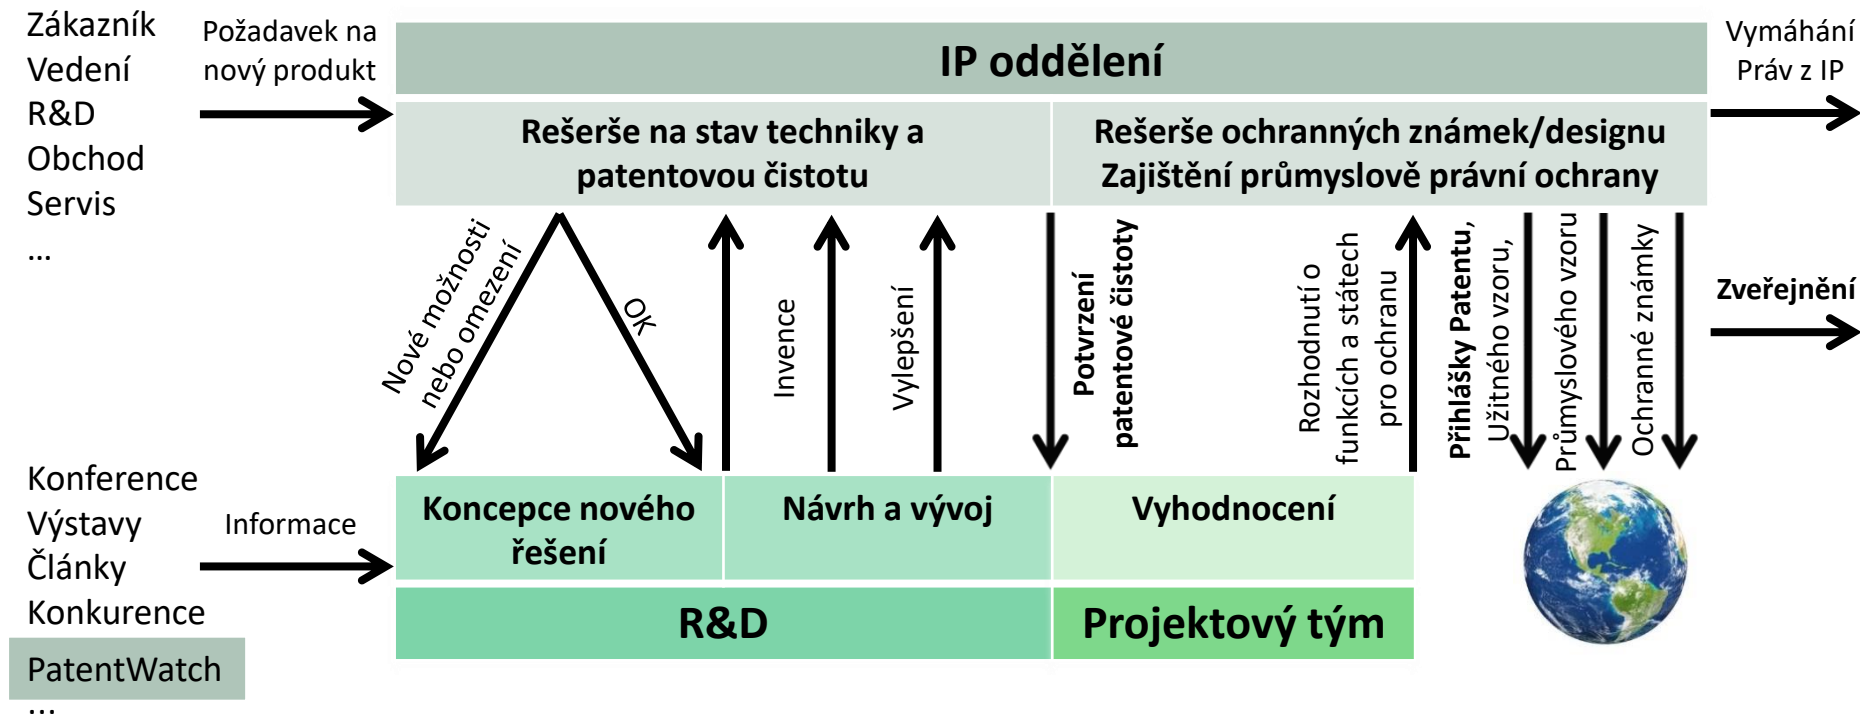 Zákazník
Vedení
R&D
Obchod
Servis
...
Požadavek na
nový produkt
IP oddělení
Rešerše na stav techniky a
patentovou čistotu
Rešerše ochranných známek/designu
Zajištění průmyslově právní ochrany
Vymáhání
Práv z IP
Nové možnosti
nebo omezení
OK
Invence
Vylepšení
Potvrzení
patentové čistoty
Rozhodnutí o
funkcích a státech
pro ochranu
Přihlášky Patentu,
Užitného vzoru,
Průmyslového vzoru
Ochranné známky
Zveřejnění
Konference
Výstavy
Články
Konkurence
PatentWatch
...
Informace
Koncepce nového
řešení
Návrh a vývoj
Vyhodnocení
R&D
Projektový tým